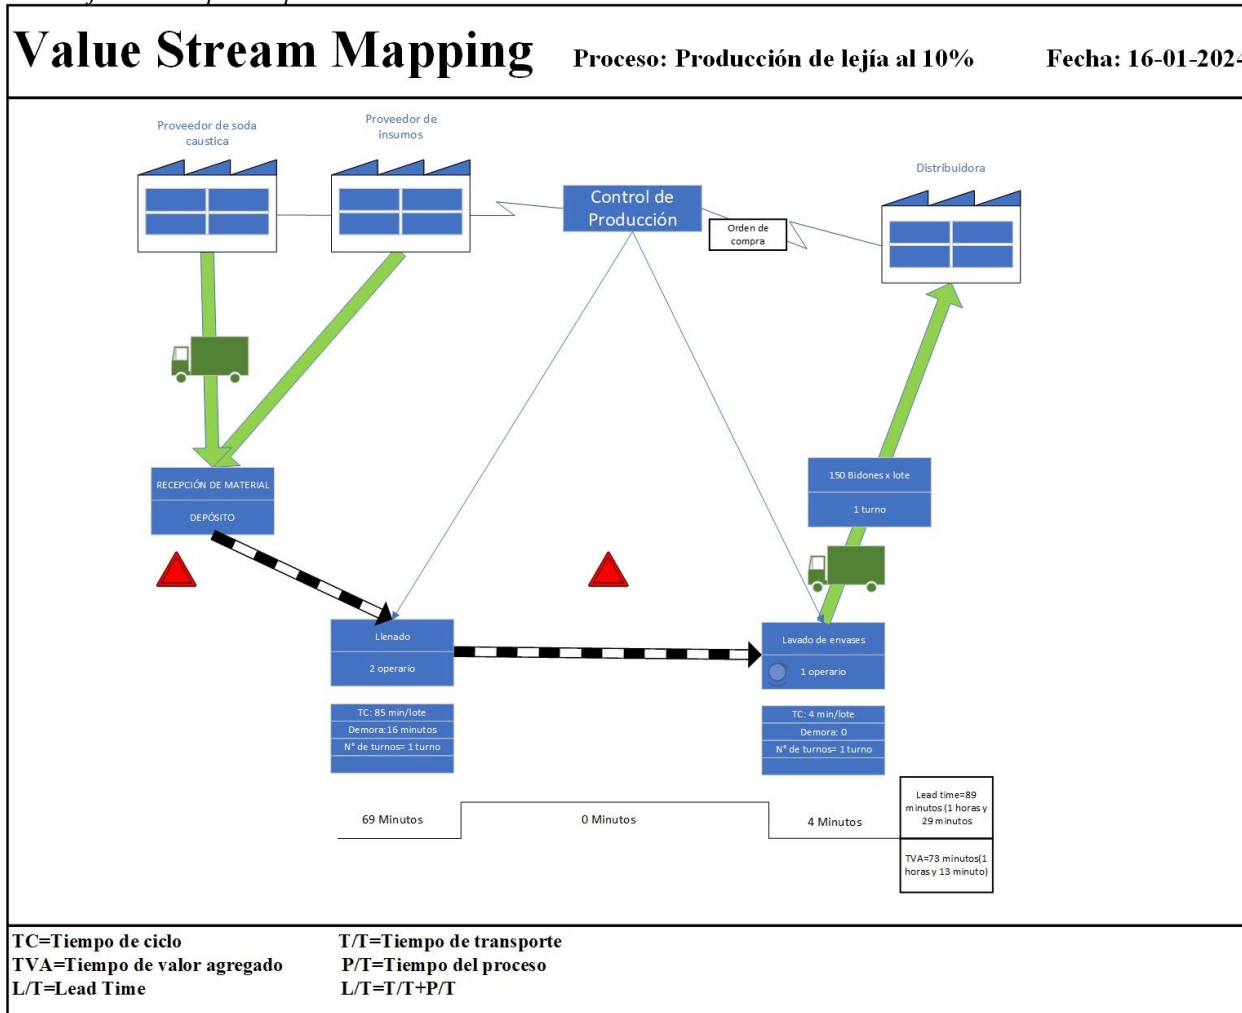 Value Stream Mapping
Proceso: Producción de lejía al 10%
Fecha: 16-01-2024
Proveedor de soda
caustica
Proveedor de
insumos
Distribuidora
Control de
Producción
Orden de
compra
RECEPCIÓN DE MATERIAL
DEPÓSITO
150 Bidones x lote
1 turno
Llenado
2 operario
Lavado de envases
1 operario
TC: 85 min/lote
Demora:16 minutos
N° de turnos= 1 turno
TC: 4 min/lote
Demora: 0
N° de turnos= 1 turno
69 Minutos
0 Minutos
4 Minutos
Lead time=89
minutos (1 horas y
29 minutos
TVA=73 minutos(1
horas y 13 minuto)
TC=Tiempo de ciclo
T/T=Tiempo de transporte
TVA=Tiempo de valor agregado
P/T=Tiempo del proceso
L/T=Lead Time
L/T=T/T+P/T